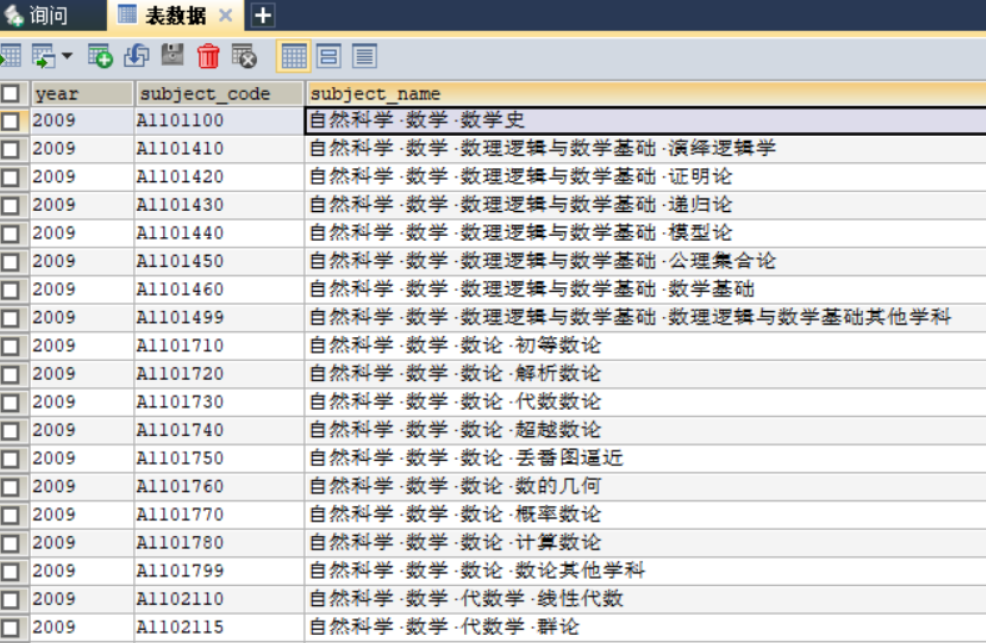 询问 表数据
year subject_code subject_name
2009 A1101100 自然科学·数学·数学史
2009 A1101410 自然科学·数学·数理逻辑与数学基础·演绎逻辑学
2009 A1101420 自然科学·数学·数理逻辑与数学基础·证明论
2009 A1101430 自然科学·数学·数理逻辑与数学基础·递归论
2009 A1101440 自然科学·数学·数理逻辑与数学基础·模型论
2009 A1101450 自然科学·数学·数理逻辑与数学基础·公理集合论
2009 A1101460 自然科学·数学·数理逻辑与数学基础·数学基础
2009 A1101499 自然科学·数学·数理逻辑与数学基础·数理逻辑与数学基础其他学科
2009 A1101710 自然科学·数学·数论·初等数论
2009 A1101720 自然科学·数学·数论·解析数论
2009 A1101730 自然科学·数学·数论·代数数论
2009 A1101740 自然科学·数学·数论·超越数论
2009 A1101750 自然科学·数学·数论·丢番图逼近
2009 A1101760 自然科学·数学·数论·数的几何
2009 A1101770 自然科学·数学·数论·概率数论
2009 A1101780 自然科学·数学·数论·计算数论
2009 A1101799 自然科学·数学·数论·数论其他学科
2009 A1102110 自然科学·数学·代数学·线性代数
2009 A1102115 自然科学·数学·代数学·群论